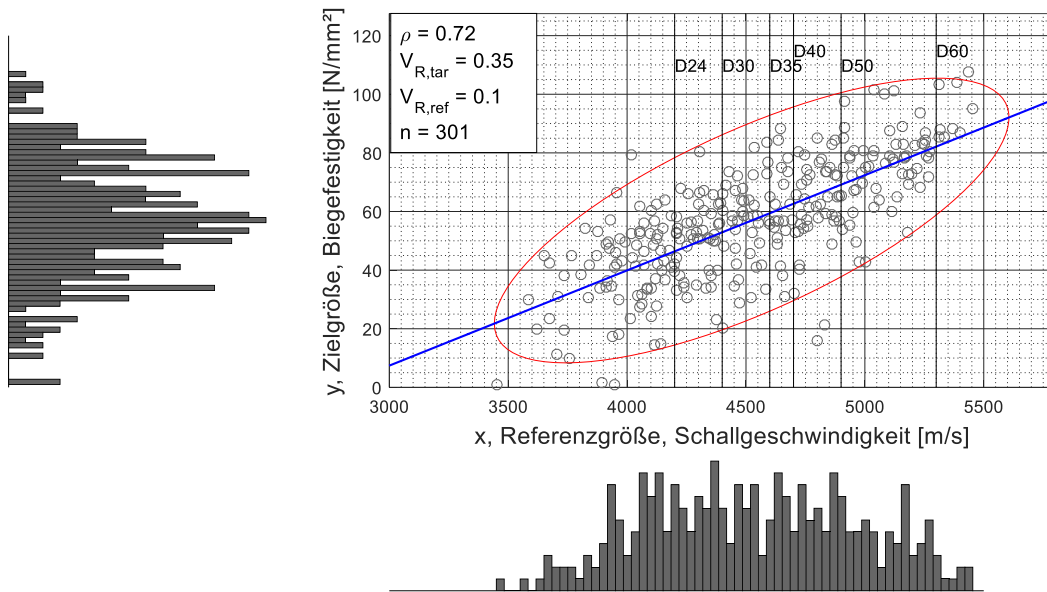 ρ = 0.72
V_R,tar = 0.35
V_R,ref = 0.1
n = 301
D24
D30
D35
D40
D50
D60
y, Zielgröße, Biegefestigkeit [N/mm²]
120
100
80
60
40
20
0
3000 3500 4000 4500 5000 5500
x, Referenzgröße, Schallgeschwindigkeit [m/s]